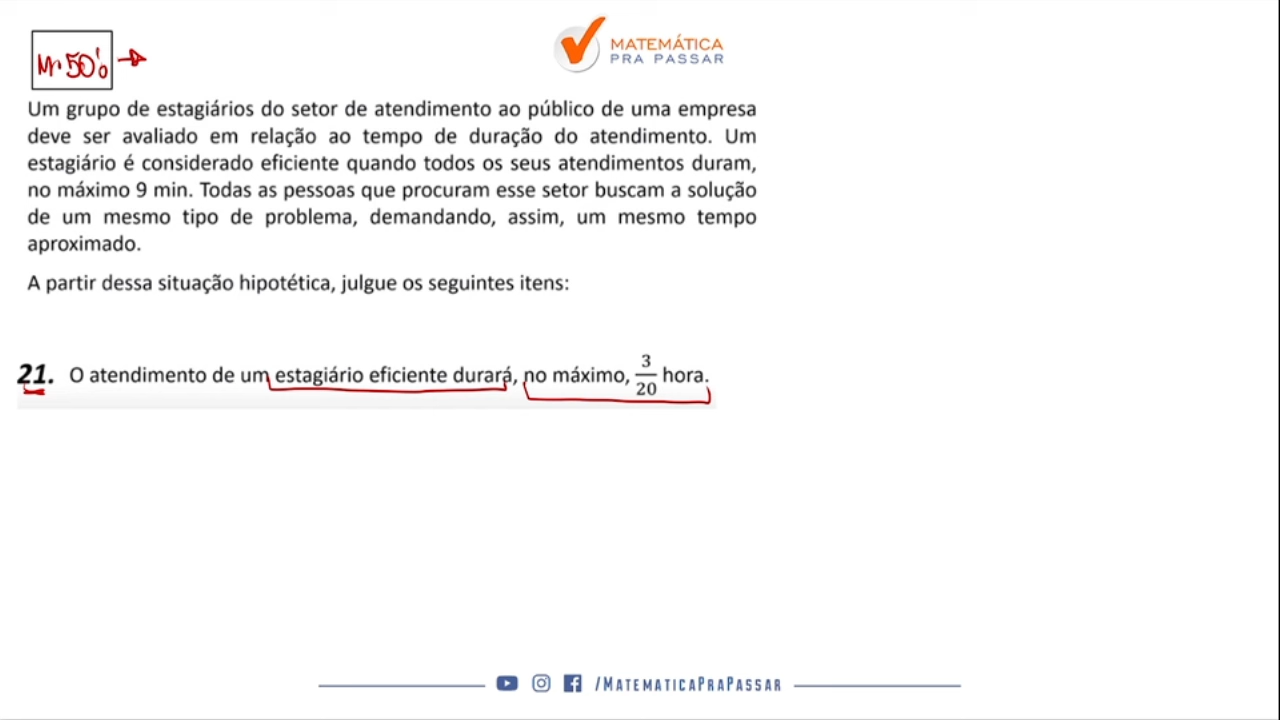 MATEMÁTICA
PRA PASSAR
Um grupo de estagiários do setor de atendimento ao público de uma empresa
deve ser avaliado em relação ao tempo de duração do atendimento. Um
estagiário é considerado eficiente quando todos os seus atendimentos duram,
no máximo 9 min. Todas as pessoas que procuram esse setor buscam a solução
de um mesmo tipo de problema, demandando, assim, um mesmo tempo
aproximado.
A partir dessa situação hipotética, julgue os seguintes itens:
21. O atendimento de um estagiário eficiente durará, no máximo, 3/20 hora.
/MATEMATICAPRAPASSAR